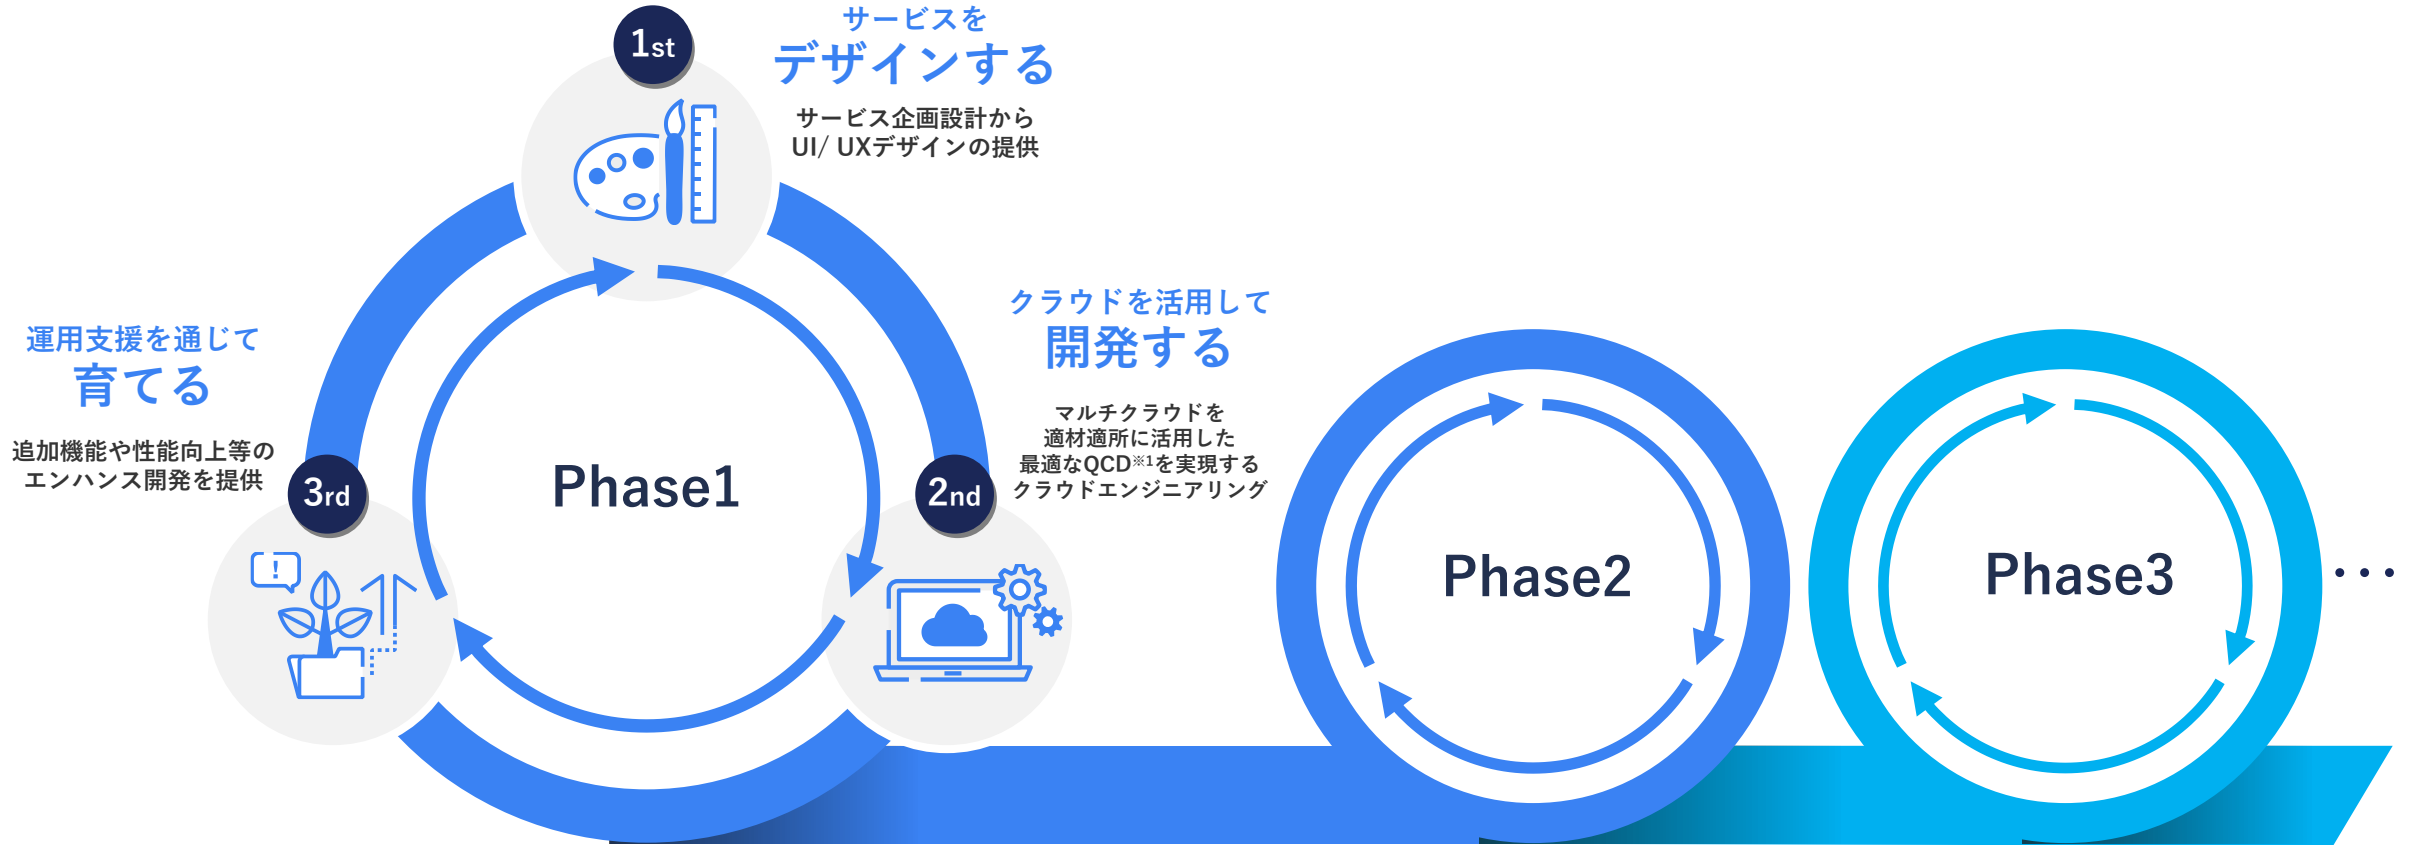 1st
サービスを
デザインする
サービス企画設計から
UI/ UXデザインの提供
クラウドを活用して
開発する
マルチクラウドを
適材適所に活用した
最適なQCD※1を実現する
クラウドエンジニアリング
2nd
運用支援を通じて
育てる
追加機能や性能向上等の
エンハンス開発を提供
3rd
!
Phase1
Phase2
Phase3
・・・